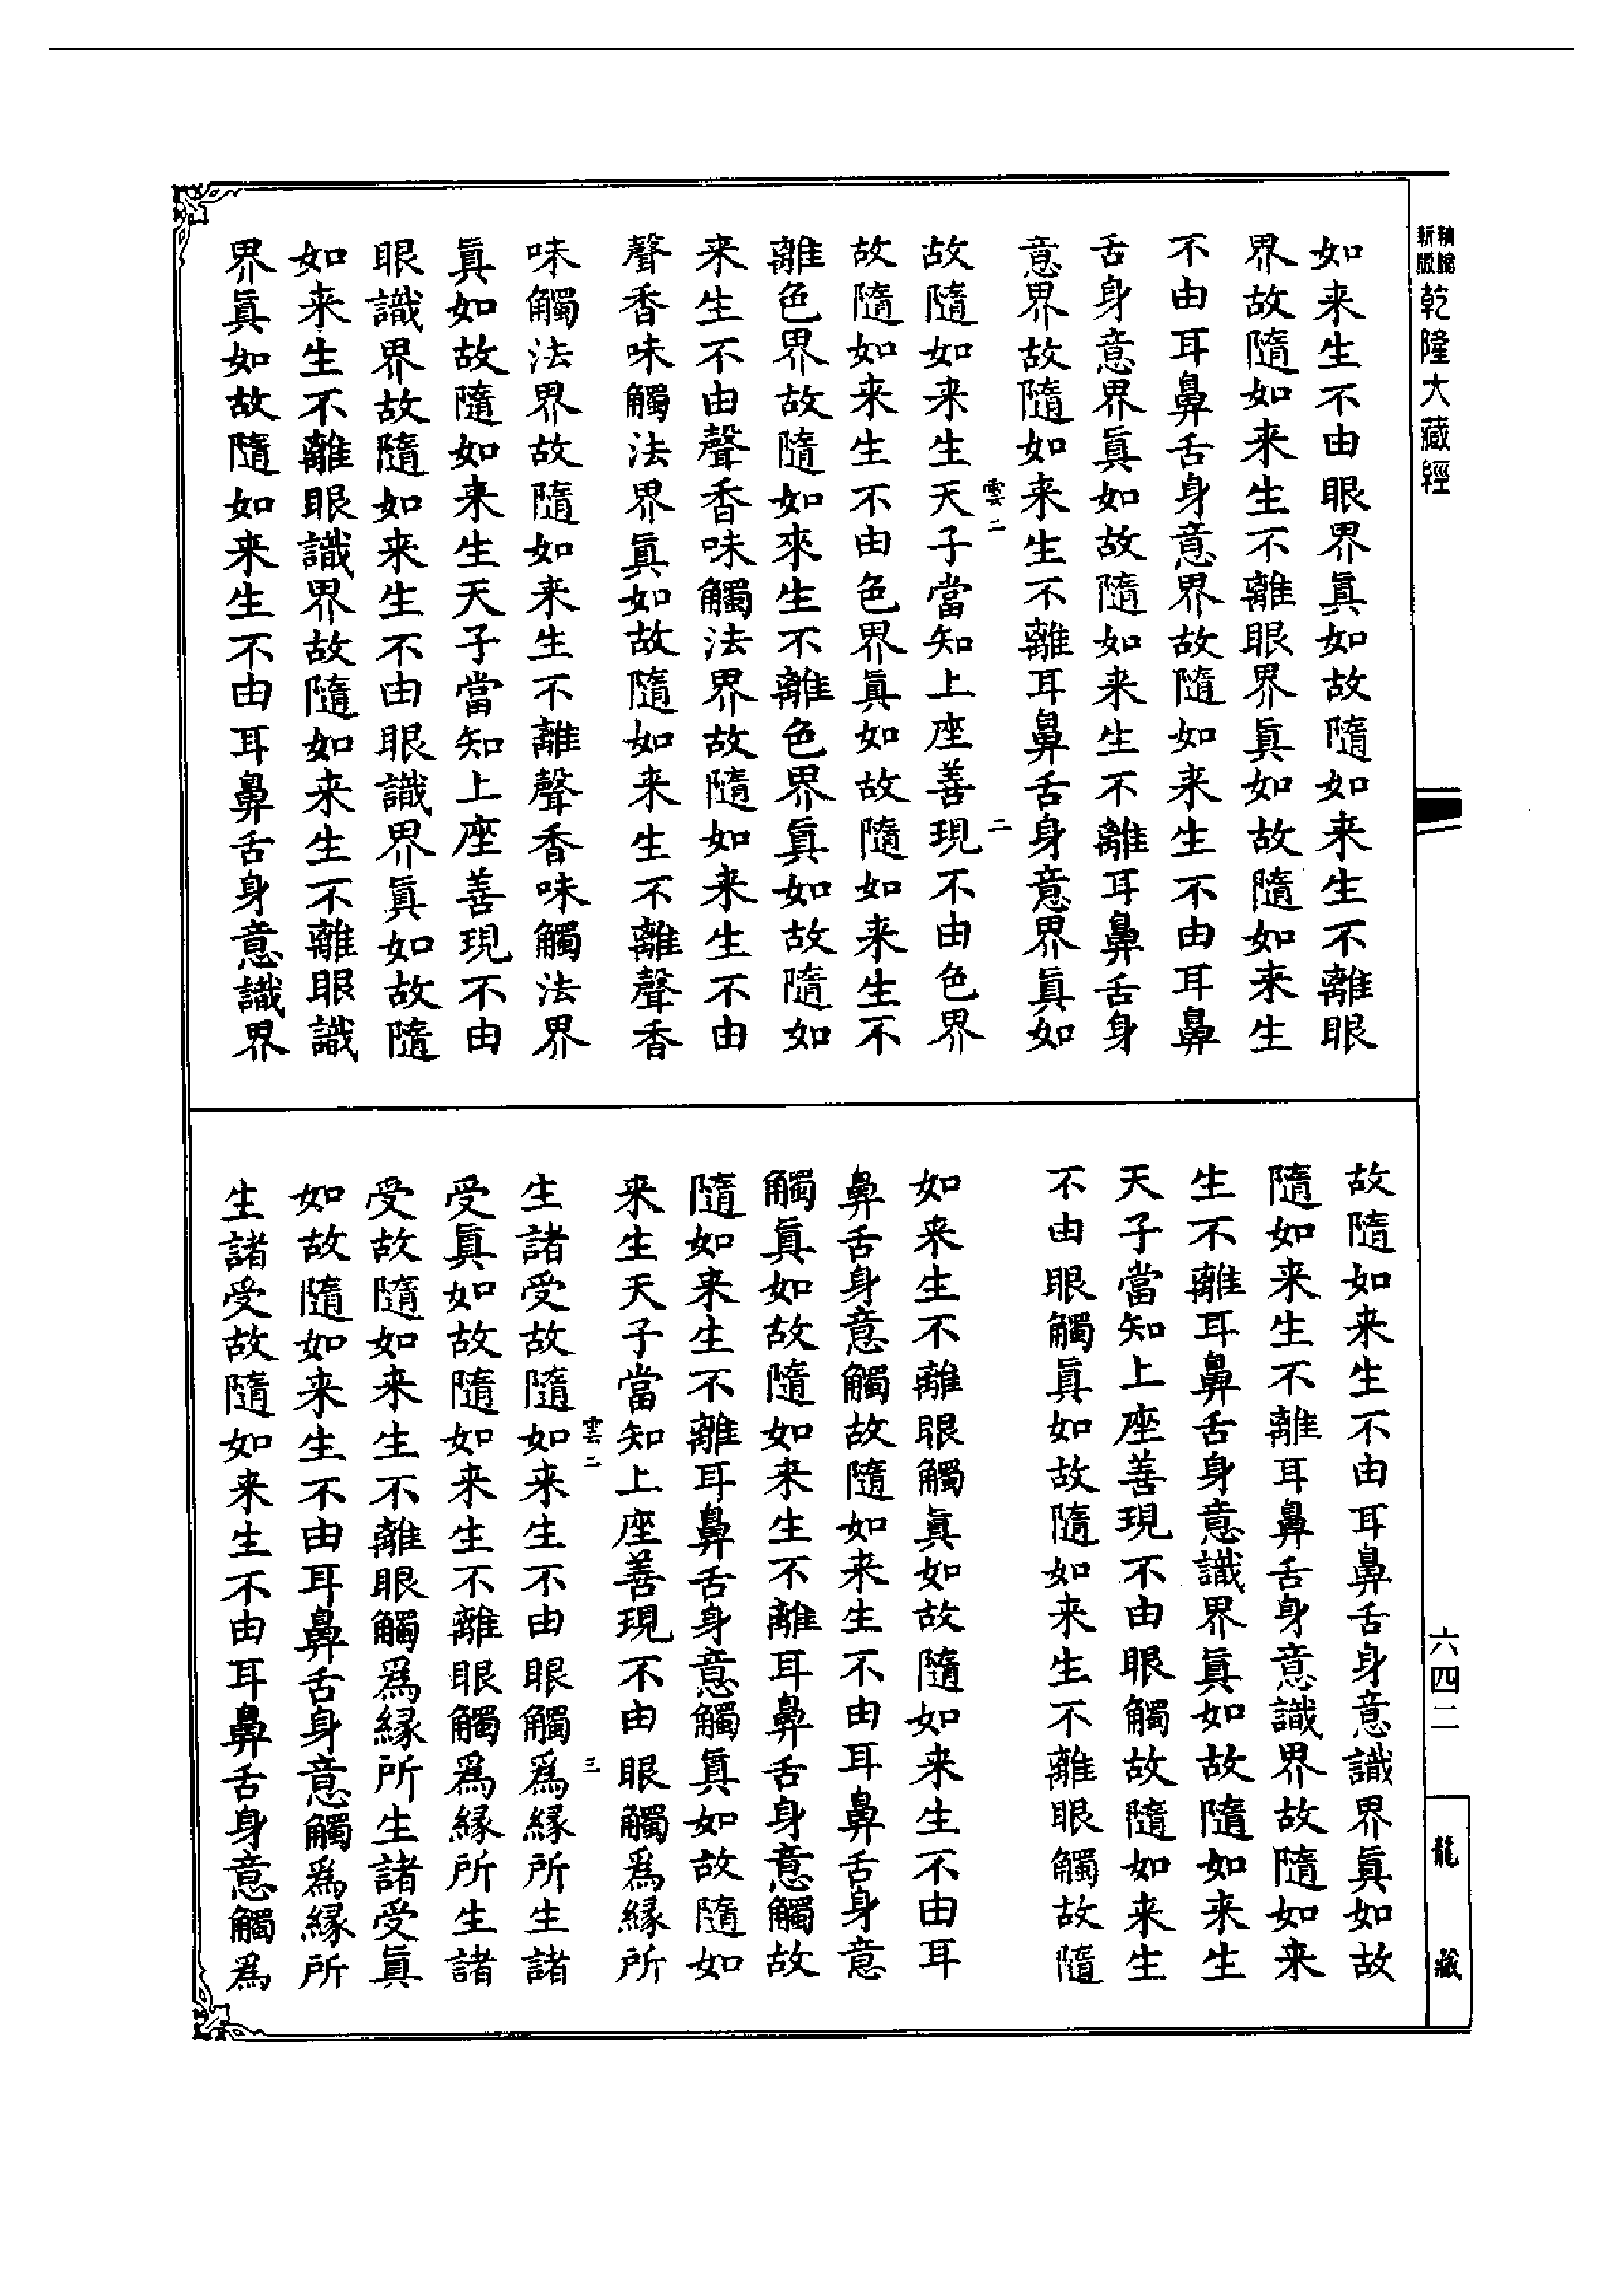 精繪新版乾隆大藏經
如来生不由眼界真如故隨如来生不離眼
界故隨如来生不離眼界真如故隨如来生
不由耳鼻舌身意界故隨如来生不由耳鼻
舌身意界真如故隨如来生不離耳鼻舌身
意界故隨如来生不離耳鼻舌身意界真如
雲二 二
故隨如来生天子當知上座善現不由色界
故隨如来生不由色界真如故隨如来生不
離色界故隨如來生不離色界真如故隨如
来生不由聲香味觸法界故隨如来生不由
聲香味觸法界真如故隨如来生不離聲香
味觸法界故隨如来生不離聲香味觸法界
真如故隨如来生天子當知上座善現不由
眼識界故隨如来生不由眼識界真如故隨
如来生不離眼識界故隨如来生不離眼識
界真如故隨如来生不由耳鼻舌身意識界
故隨如来生不由耳鼻舌身意識界真如故
隨如来生不離耳鼻舌身意識界故隨如来
生不離耳鼻舌身意識界真如故隨如来生
天子當知上座善現不由眼觸故隨如来生
不由眼觸真如故隨如来生不離眼觸故隨
如来生不離眼觸真如故隨如来生不由耳
鼻舌身意觸故隨如来生不由耳鼻舌身意
觸真如故隨如来生不離耳鼻舌身意觸故
隨如来生不離耳鼻舌身意觸真如故隨如
来生天子當知上座善現不由眼觸爲緣所
雲二 三
生諸受故隨如来生不由眼觸爲緣所生諸
受真如故隨如来生不離眼觸爲緣所生諸
受故隨如来生不離眼觸爲緣所生諸受真
如故隨如来生不由耳鼻舌身意觸爲緣所
生諸受故隨如来生不由耳鼻舌身意觸爲
六四二
龍藏